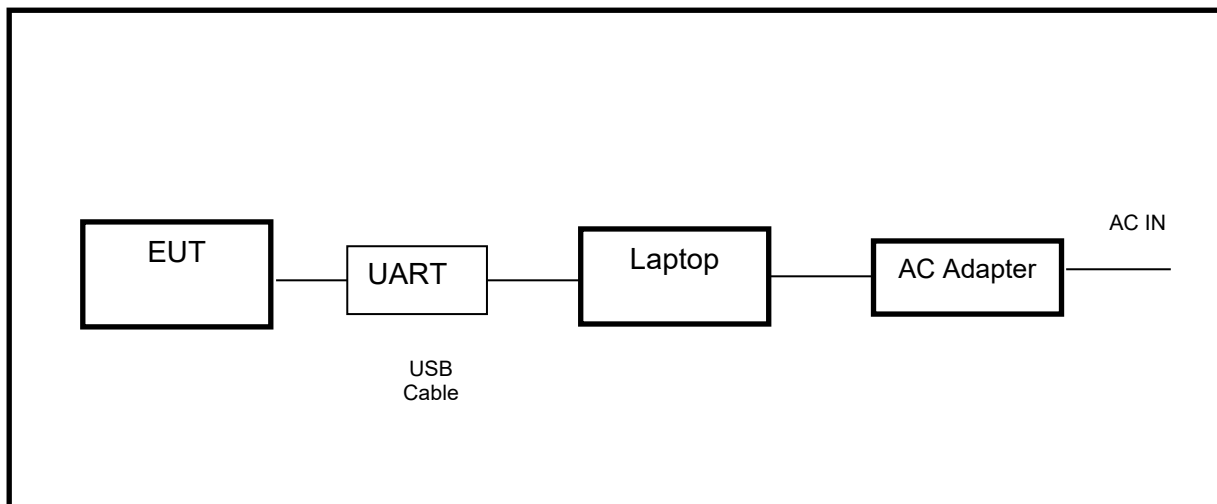 EUT
UART
Laptop
AC Adapter
AC IN
USB
Cable